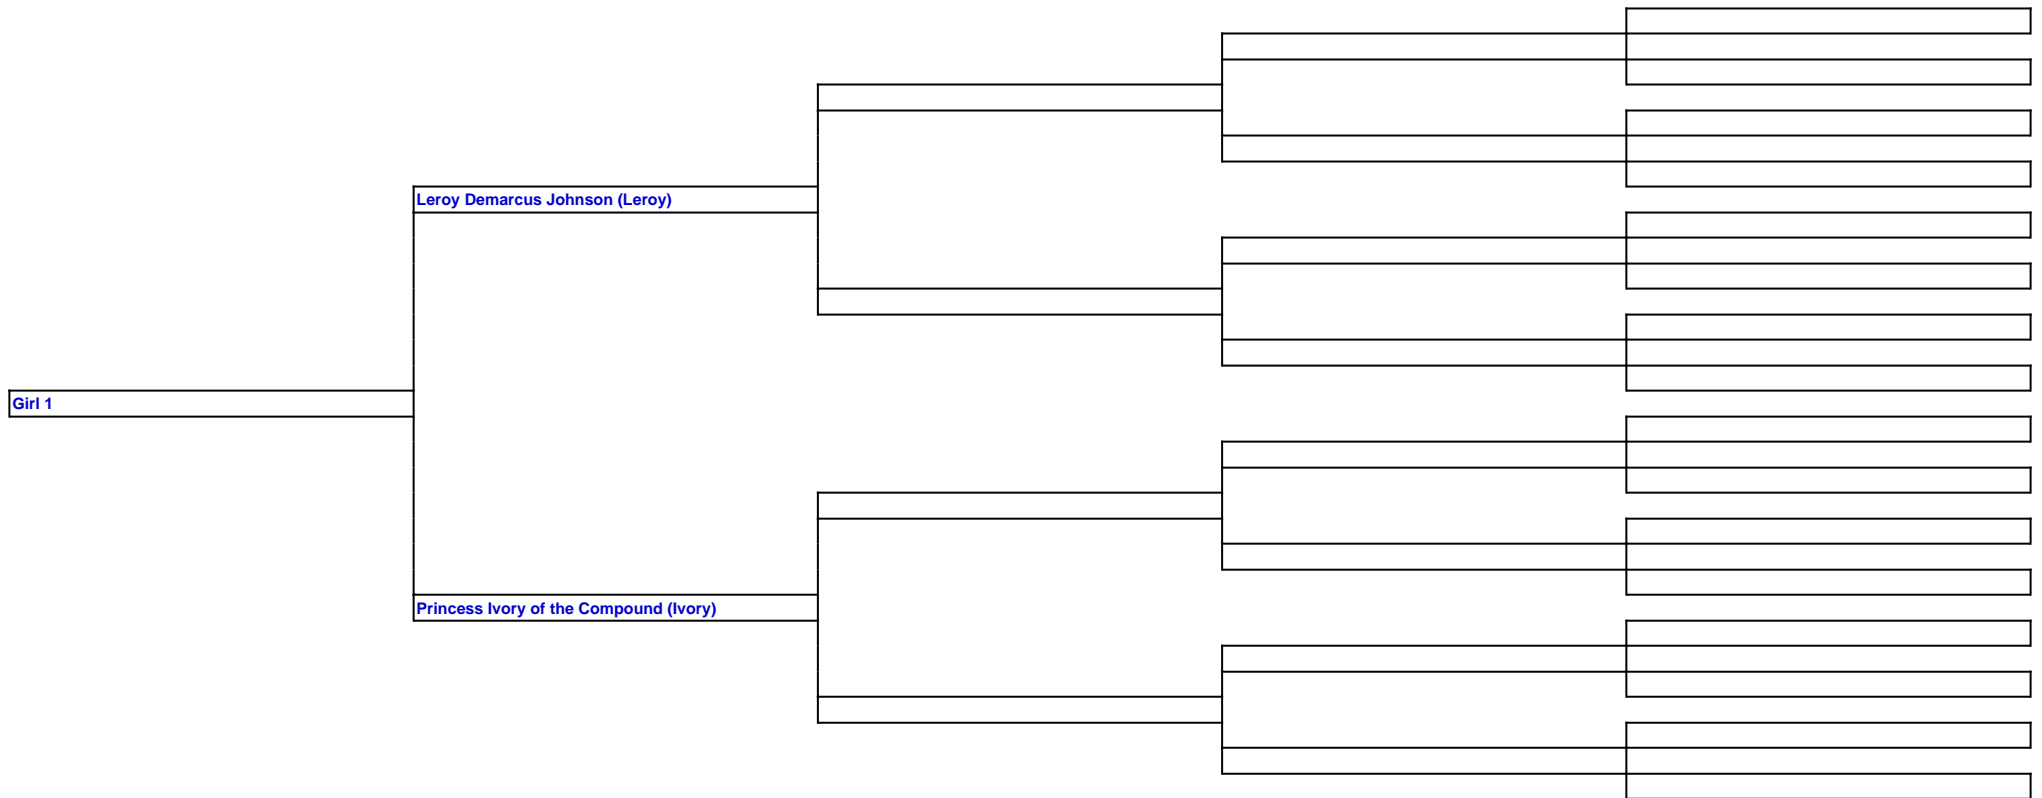 Leroy Demarcus Johnson (Leroy)
Girl 1
Princess Ivory of the Compound (Ivory)